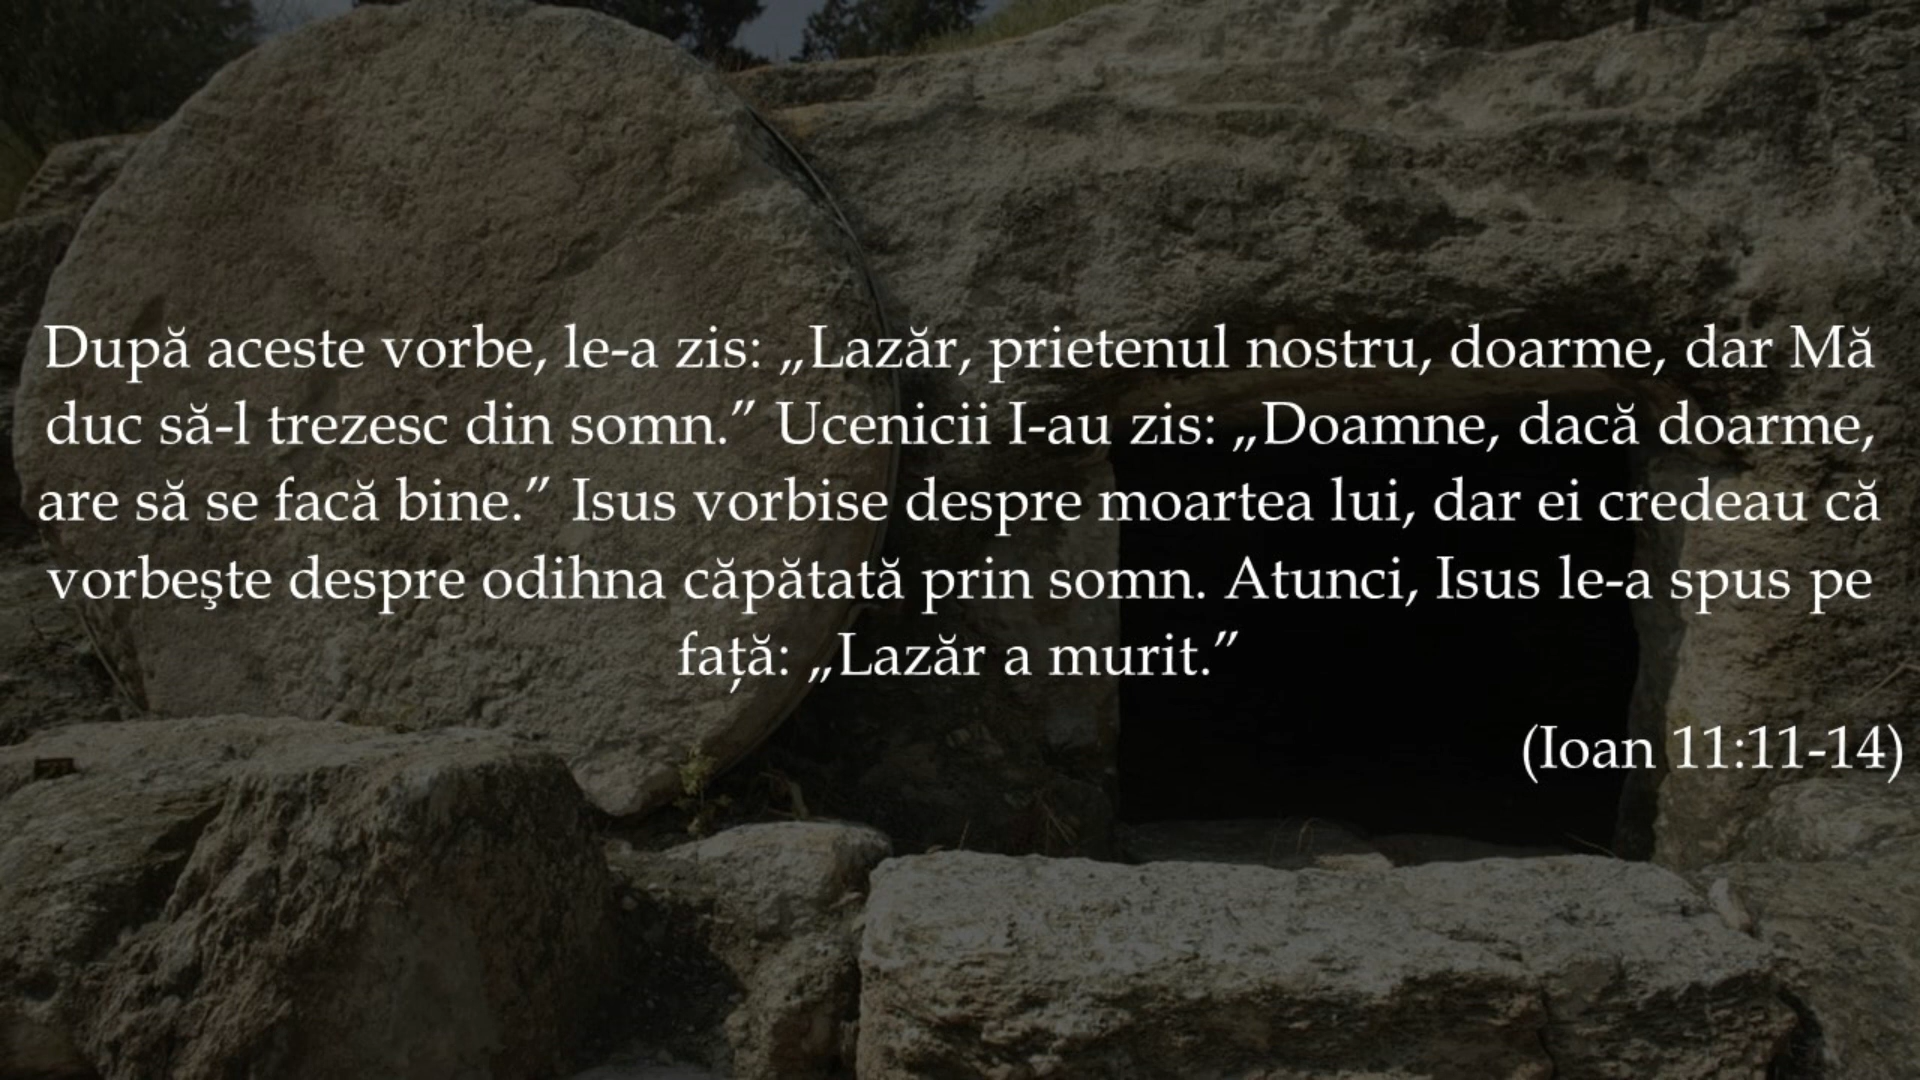 După aceste vorbe, le-a zis: „Lazăr, prietenul nostru, doarme, dar Mă
duc să-l trezesc din somn.” Ucenicii I-au zis: „Doamne, dacă doarme,
are să se facă bine.” Isus vorbise despre moartea lui, dar ei credeau că
vorbeşte despre odihna căpătată prin somn. Atunci, Isus le-a spus pe
față: „Lazăr a murit.”
(Ioan 11:11-14)